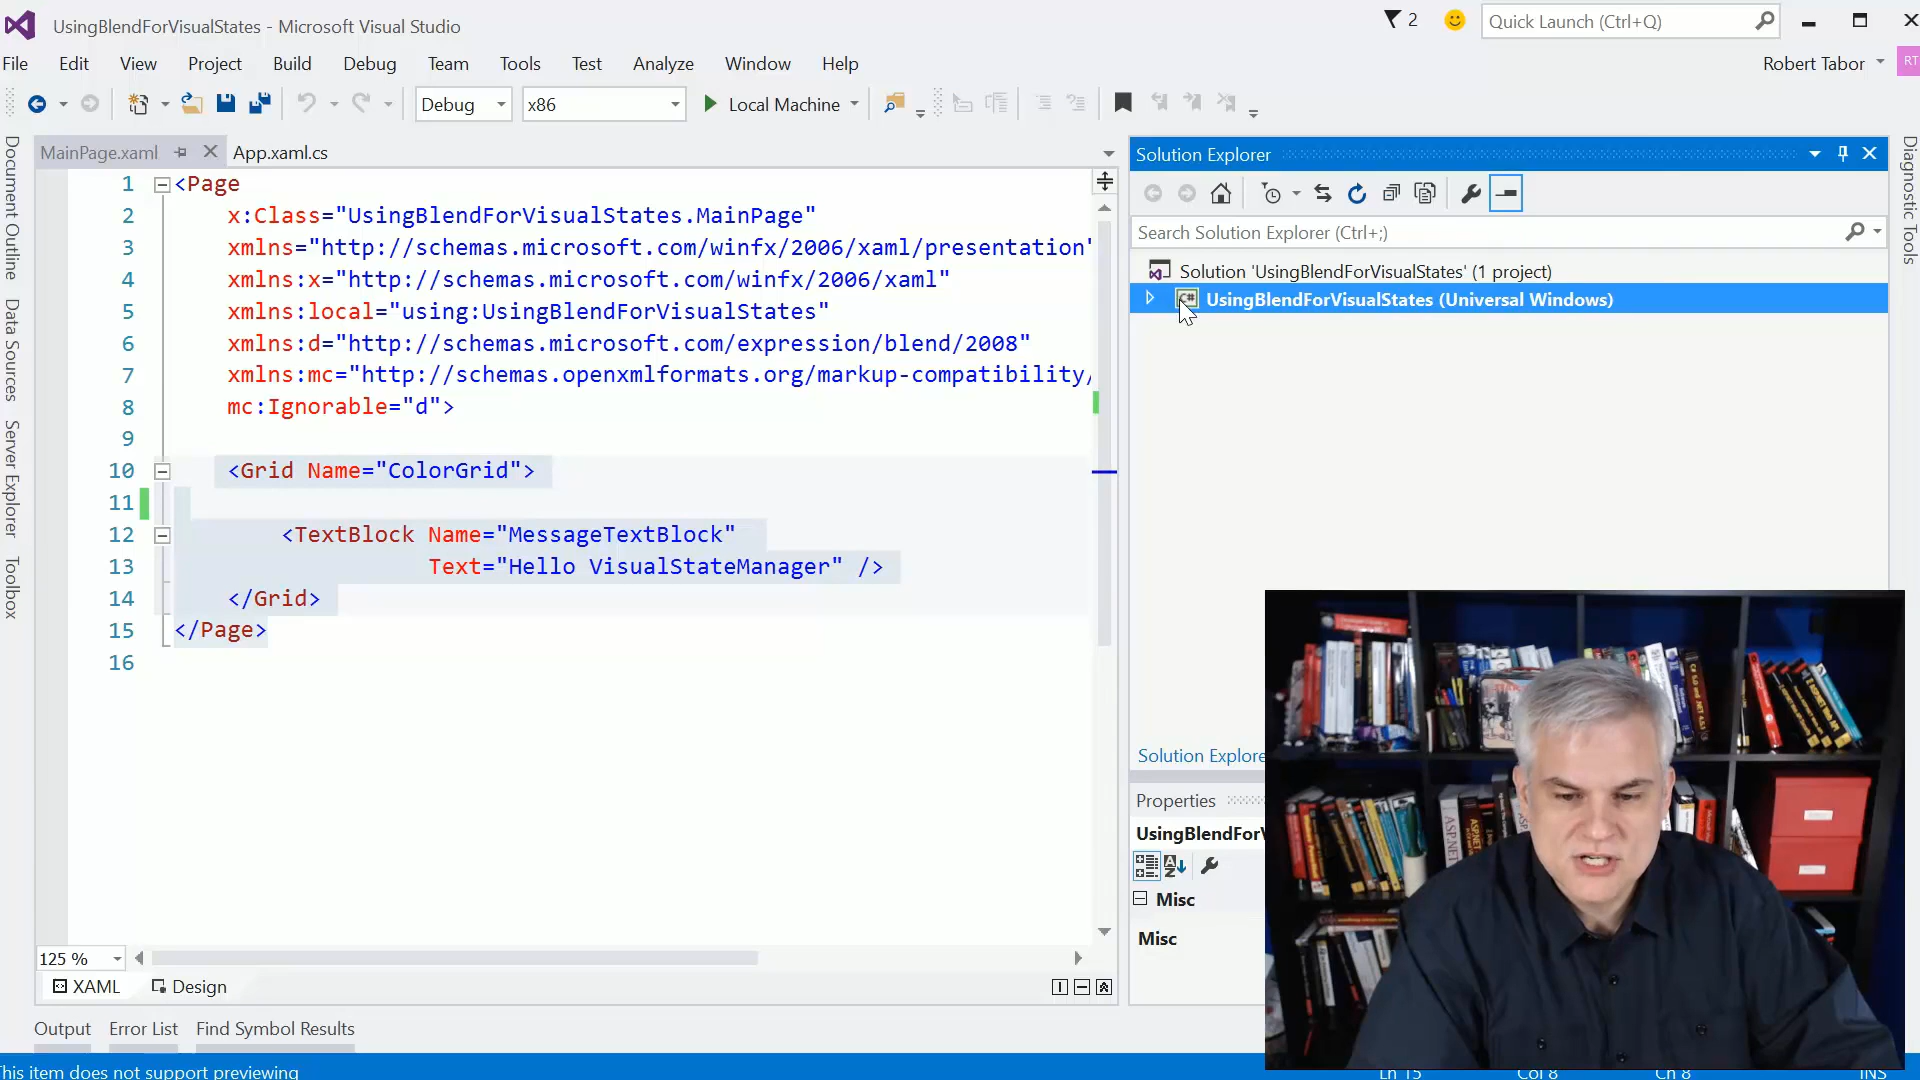 UsingBlendForVisualStates - Microsoft Visual Studio
2
Quick Launch (Ctrl+Q)
File Edit View Project Build Debug Team Tools Test Analyze Window Help
Robert Tabor
RT
Debug x86 Local Machine
Document Outline
Data Sources
Server Explorer
Toolbox
MainPage.xaml App.xaml.cs
1 <Page
2 x:Class="UsingBlendForVisualStates.MainPage"
3 xmlns="http://schemas.microsoft.com/winfx/2006/xaml/presentation"
4 xmlns:x="http://schemas.microsoft.com/winfx/2006/xaml"
5 xmlns:local="using:UsingBlendForVisualStates"
6 xmlns:d="http://schemas.microsoft.com/expression/blend/2008"
7 xmlns:mc="http://schemas.openxmlformats.org/markup-compatibility/
8 mc:Ignorable="d">
9
10 <Grid Name="ColorGrid">
11
12 <TextBlock Name="MessageTextBlock"
13 Text="Hello VisualStateManager" />
14 </Grid>
15 </Page>
16
125 %
XAML Design
Output Error List Find Symbol Results
Solution Explorer
Search Solution Explorer (Ctrl+;)
Solution 'UsingBlendForVisualStates' (1 project)
C# UsingBlendForVisualStates (Universal Windows)
Solution Explore
Properties
UsingBlendForV
Misc
Misc
Diagnostic Tools
This item does not support previewing
Ln 15 Col 8 Ch 8 INS